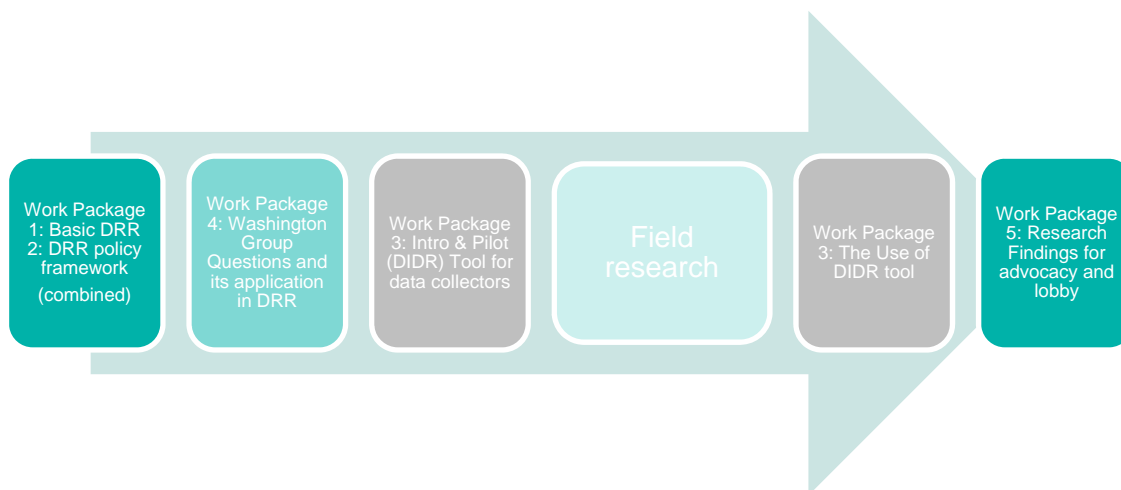 Work Package
1: Basic DRR
2: DRR policy
framework
(combined)
Work Package
4: Washington
Group
Questions and
its application
in DRR
Work Package
3: Intro & Pilot
(DIDR) Tool for
data collectors
Field
research
Work Package
3: The Use of
DIDR tool
Work Package
5: Research
Findings for
advocacy and
lobby